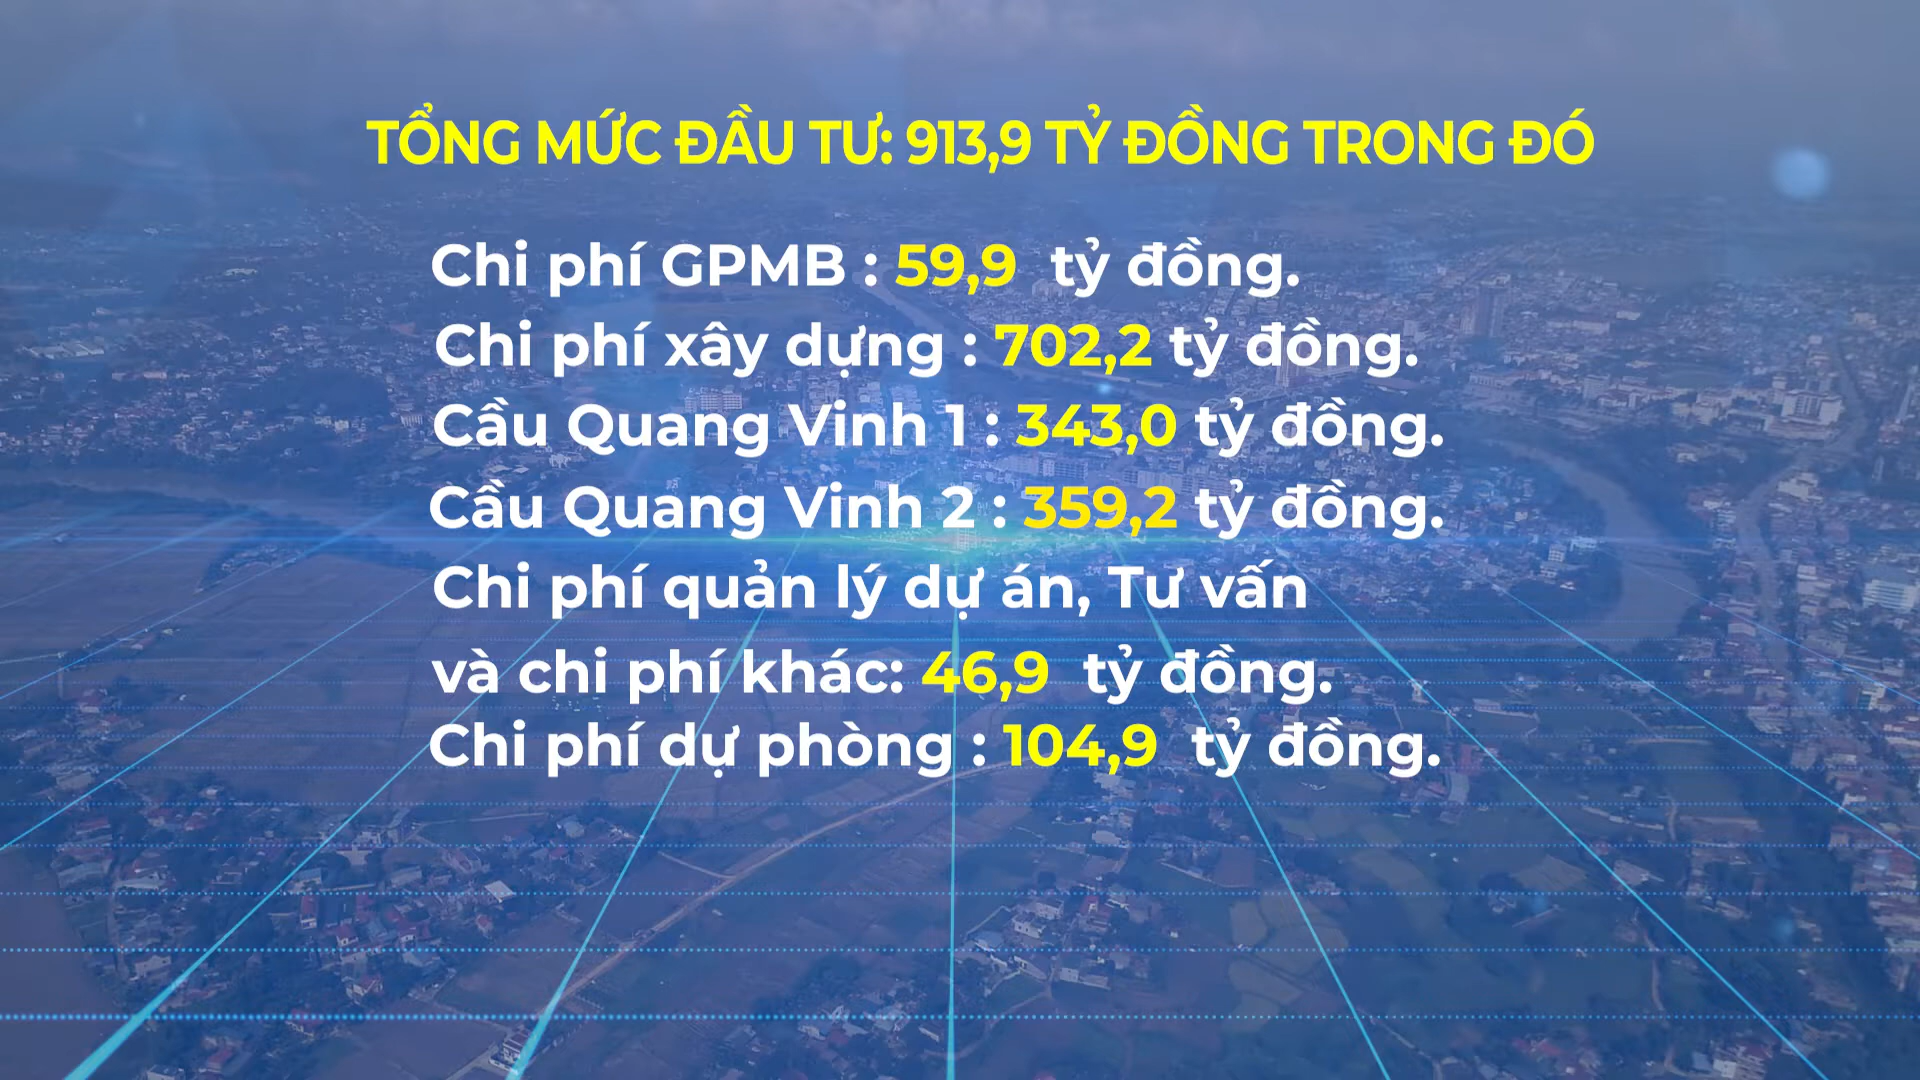 TỔNG MỨC ĐẦU TƯ: 913,9 TỶ ĐỒNG TRONG ĐÓ
Chi phí GPMB : 59,9 tỷ đồng.
Chi phí xây dựng : 702,2 tỷ đồng.
Cầu Quang Vinh 1 : 343,0 tỷ đồng.
Cầu Quang Vinh 2 : 359,2 tỷ đồng.
Chi phí quản lý dự án, Tư vấn
và chi phí khác: 46,9 tỷ đồng.
Chi phí dự phòng : 104,9 tỷ đồng.